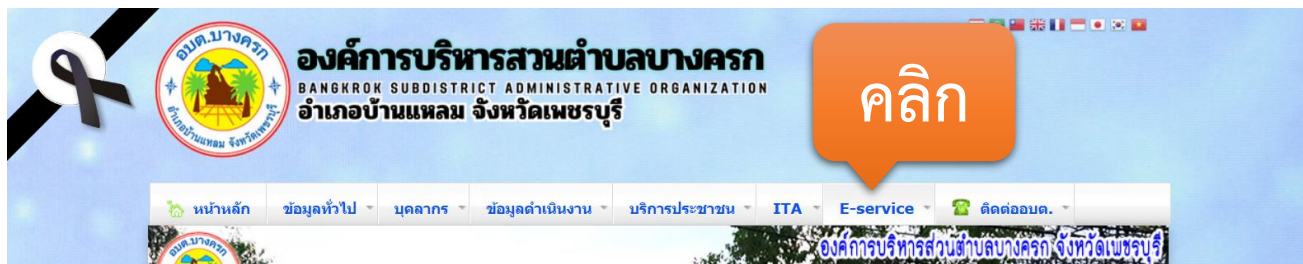 อบต.บางครก
อำเภอบ้านแหลม จังหวัดเพชรบุรี
องค์การบริหารส่วนตำบลบางครก
BANGKROK SUBDISTRICT ADMINISTRATIVE ORGANIZATION
อำเภอบ้านแหลม จังหวัดเพชรบุรี
คลิก
หน้าหลัก ข้อมูลทั่วไป บุคลากร ข้อมูลดำเนินงาน บริการประชาชน ITA E-service ติดต่ออบต.
อบต.บางครก
องค์การบริหารส่วนตำบลบางครก จังหวัดเพชรบุรี